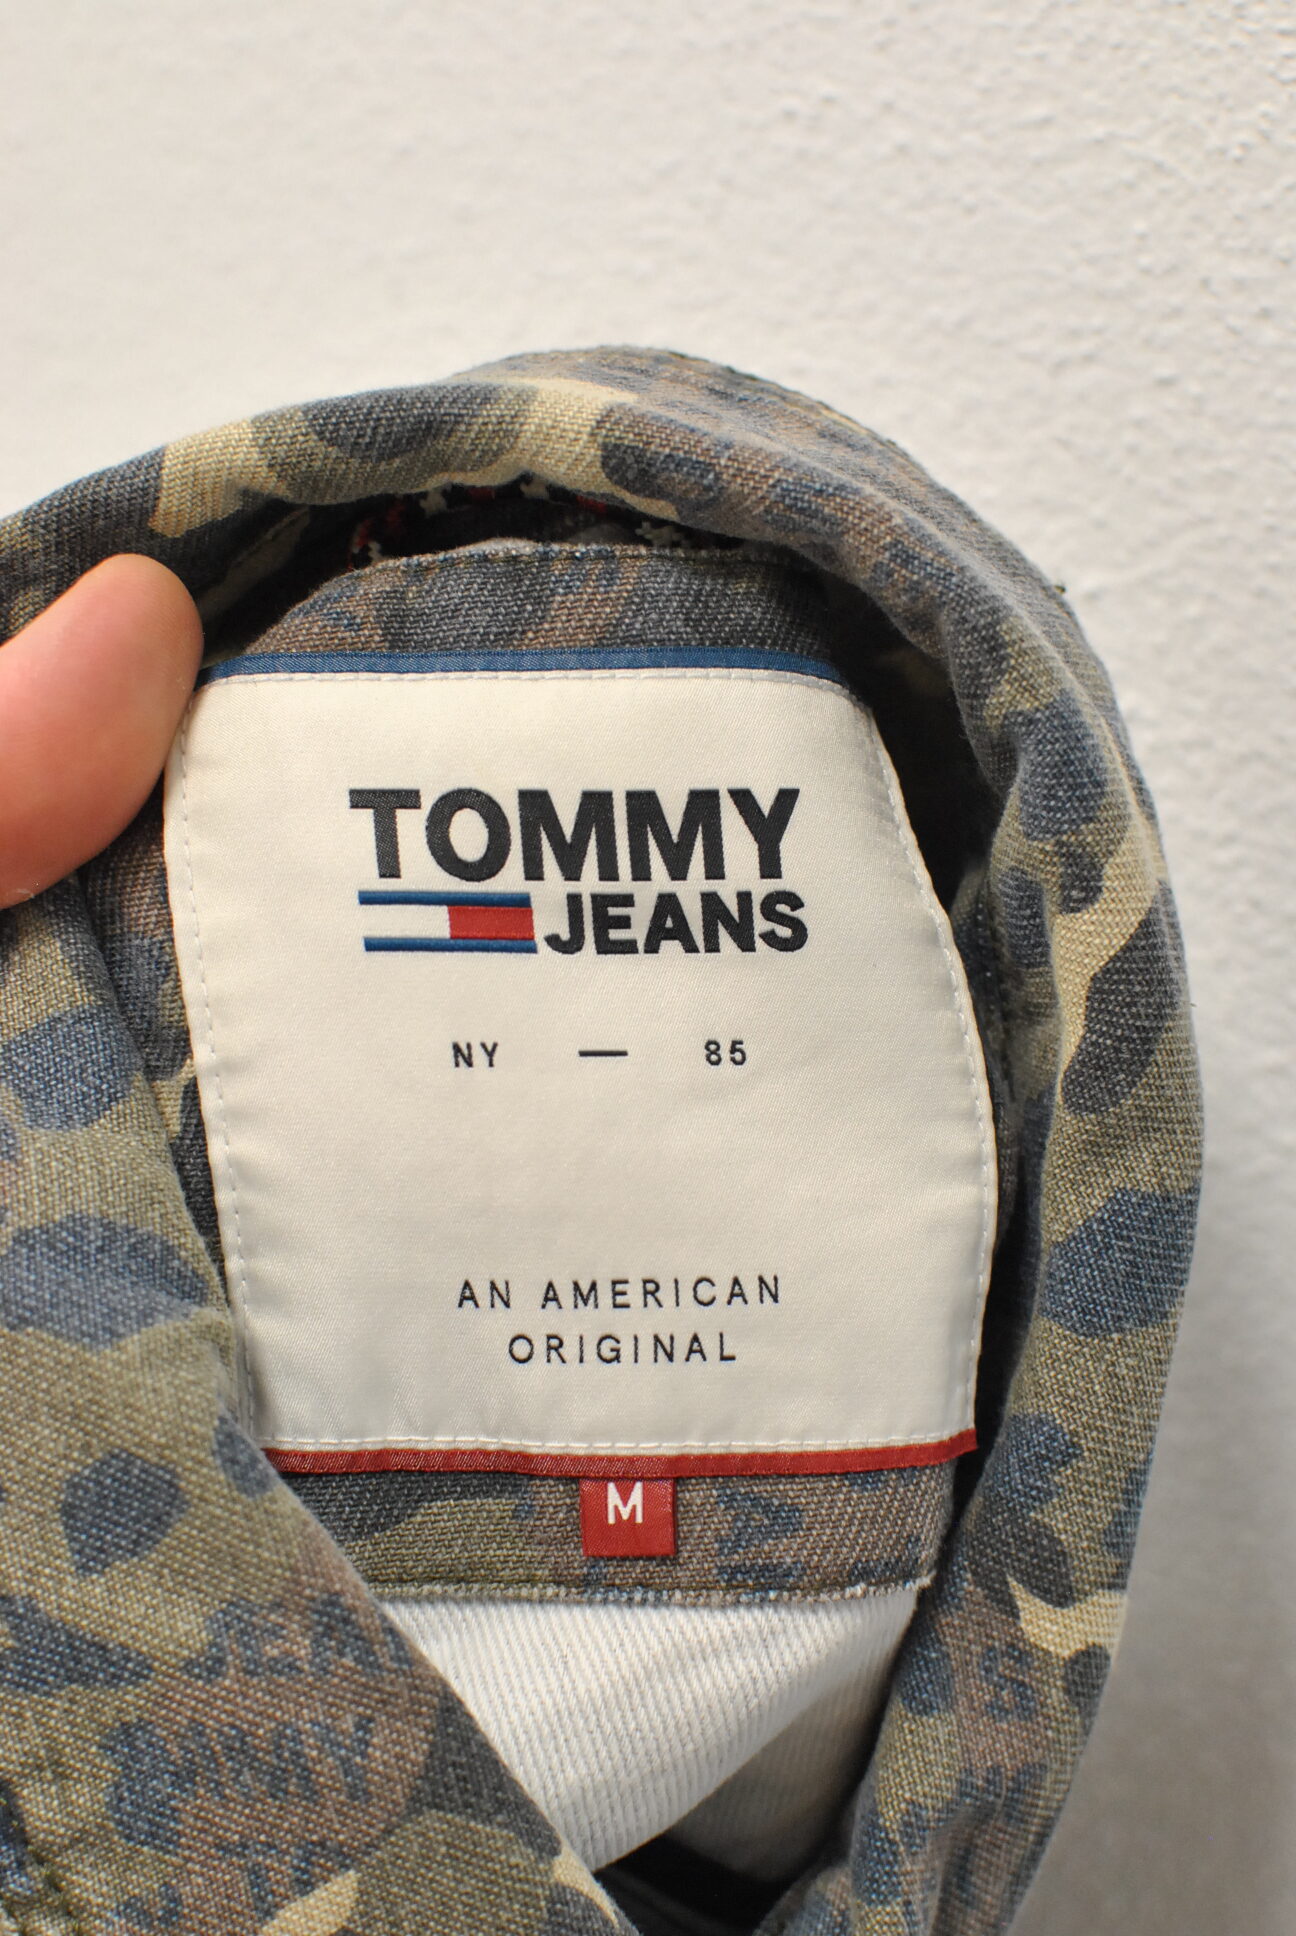 TOMMY
JEANS
NY — 85
AN AMERICAN
ORIGINAL
M